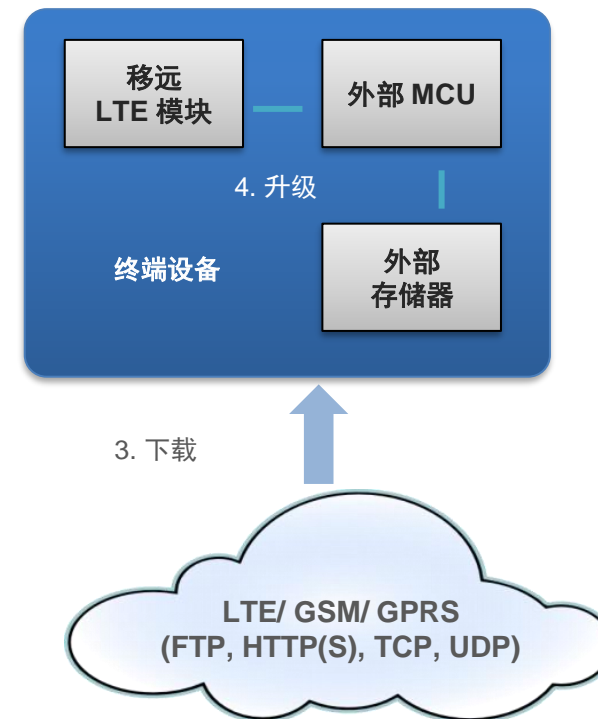 移远
LTE 模块
外部 MCU
4. 升级
终端设备
外部
存储器
3. 下载
LTE/ GSM/ GPRS
(FTP, HTTP(S), TCP, UDP)